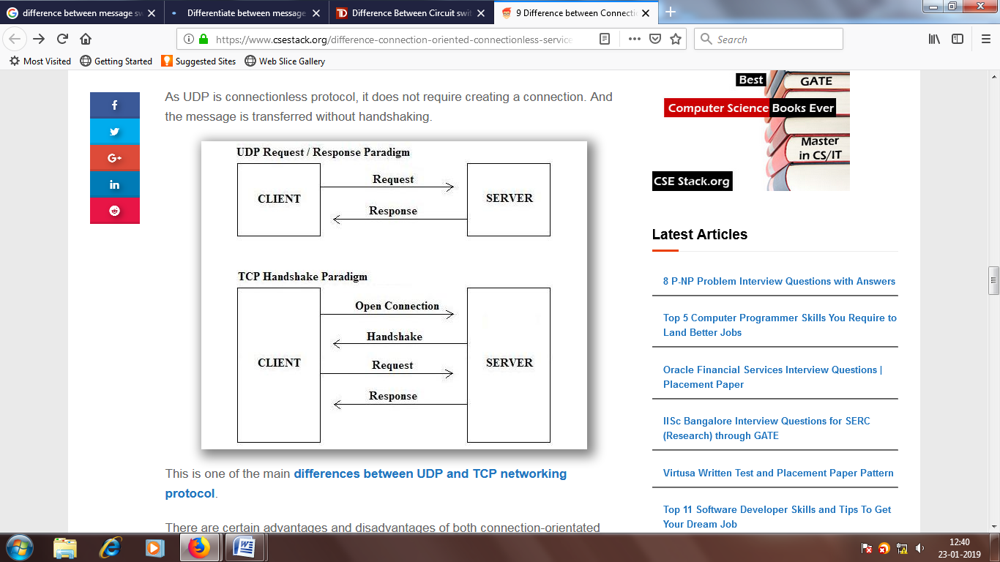 difference between message sw
Differentiate between message
Difference Between Circuit swit
9 Difference between Connectio
https://www.csestack.org/difference-connection-oriented-connectionless-service
Search
Most Visited
Getting Started
Suggested Sites
Web Slice Gallery
As UDP is connectionless protocol, it does not require creating a connection. And
the message is transferred without handshaking.
UDP Request / Response Paradigm
CLIENT
Request
Response
SERVER
TCP Handshake Paradigm
CLIENT
Open Connection
Handshake
Request
Response
SERVER
This is one of the main differences between UDP and TCP networking
protocol.
There are certain advantages and disadvantages of both connection-orientated
Best
GATE
Computer Science Books Ever
Master
in CS/IT
CSE Stack.org
Latest Articles
8 P-NP Problem Interview Questions with Answers
Top 5 Computer Programmer Skills You Require to
Land Better Jobs
Oracle Financial Services Interview Questions |
Placement Paper
IISc Bangalore Interview Questions for SERC
(Research) through GATE
Virtusa Written Test and Placement Paper Pattern
Top 11 Software Developer Skills and Tips To Get
Your Dream Job
12:40
23-01-2019